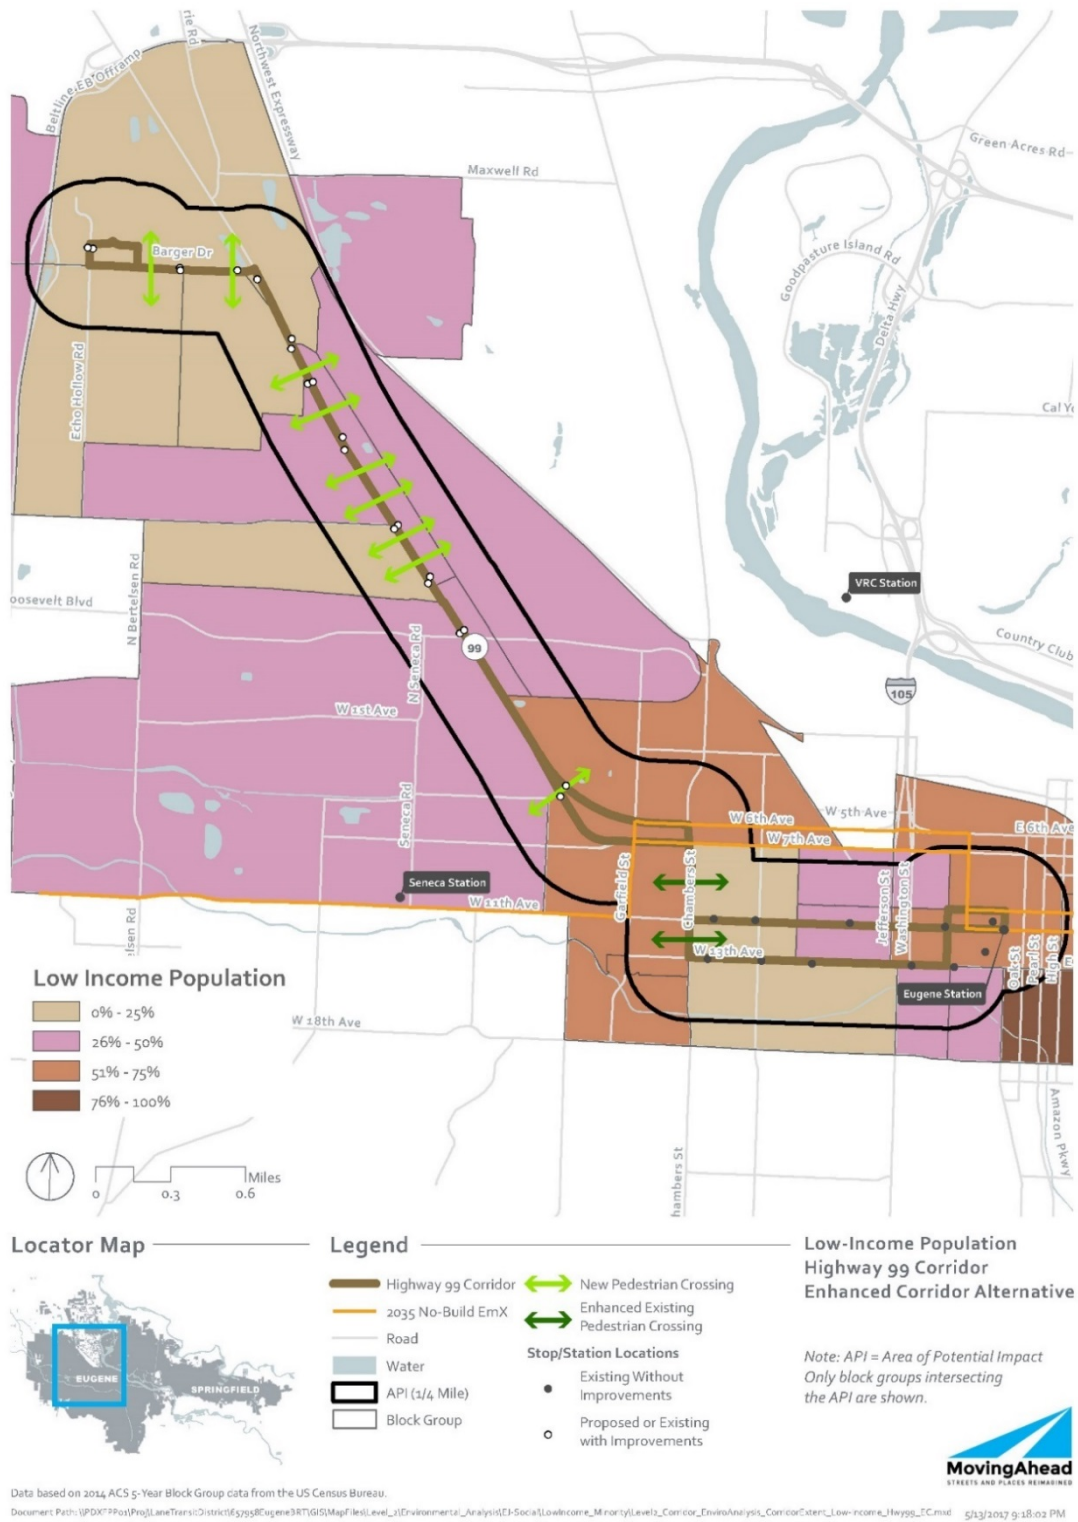 rie Rd
Northwest Expressway
Beltline EB Offramp
Green Acres Rd
Maxwell Rd
Barger Dr
Goodpasture Island Rd
Delta Hwy
Echo Hollow Rd
Cal Yo
N Bertelsen Rd
VRC Station
oosevelt Blvd
99
N Seneca Rd
Country Club
105
W 1st Ave
Seneca Rd
W 5th Ave
W 6th Ave
E 6th Ave
W 7th Ave
Seneca Station
W 11th Ave
Garfield St
Chambers St
Jefferson St
Washington St
W 13th Ave
Oak St
Pearl St
High St
Eugene Station
W 18th Ave
hambers St
Amazon Pkwy
Low Income Population
0% - 25%
26% - 50%
51% - 75%
76% - 100%
Miles
0 0.3 0.6
Locator Map
EUGENE
SPRINGFIELD
Legend
Highway 99 Corridor
2035 No-Build EmX
Road
Water
API (1/4 Mile)
Block Group
New Pedestrian Crossing
Enhanced Existing
Pedestrian Crossing
Stop/Station Locations
Existing Without
Improvements
Proposed or Existing
with Improvements
Low-Income Population
Highway 99 Corridor
Enhanced Corridor Alternative
Note: API = Area of Potential Impact
Only block groups intersecting
the API are shown.
MovingAhead
STREETS AND PLACES REIMAGINED
Data based on 2014 ACS 5-Year Block Group data from the US Census Bureau.
5/13/2017 9:18:02 PM